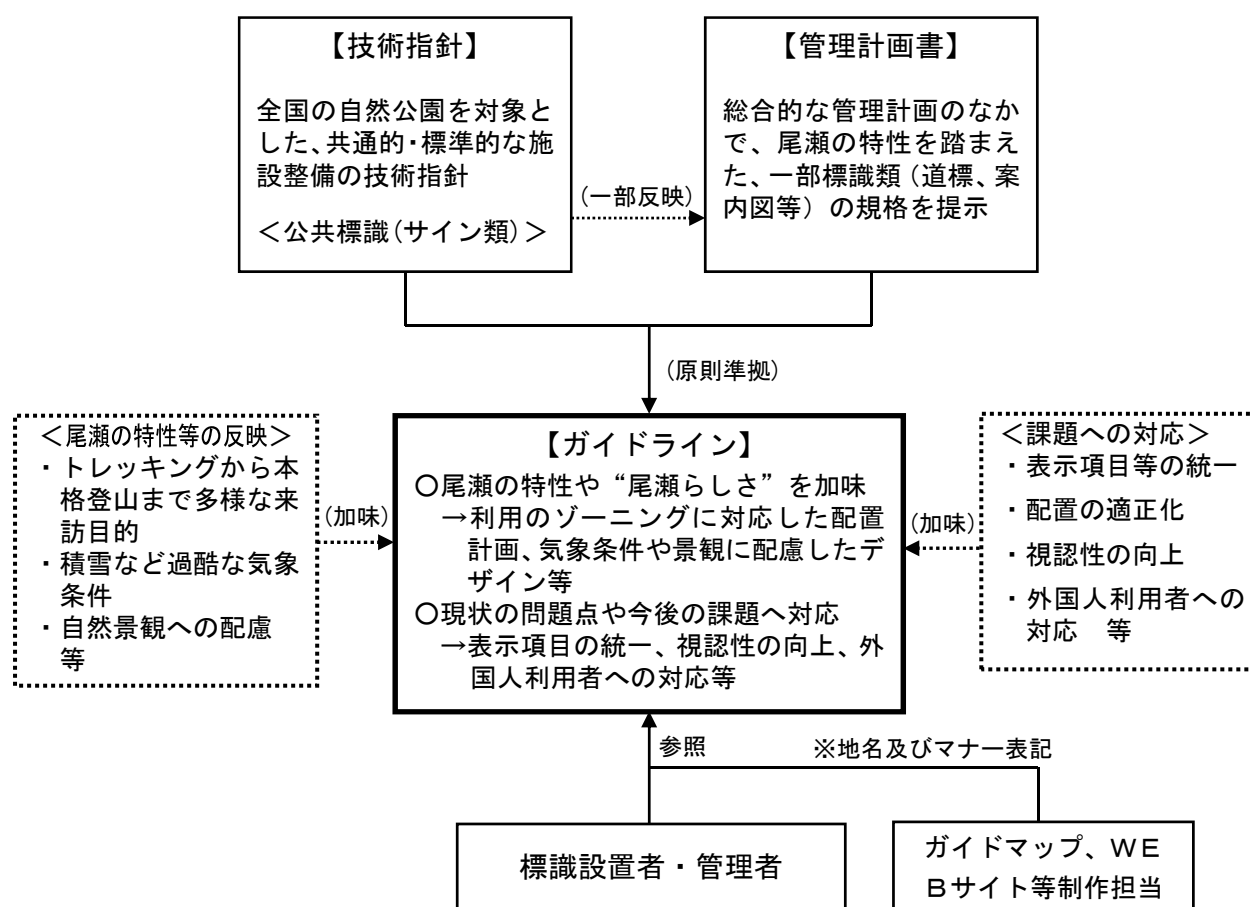 【技術指針】
全国の自然公園を対象と
した、共通的・標準的な施
設整備の技術指針
＜公共標識（サイン類）＞
（一部反映）
【管理計画書】
総合的な管理計画のなか
で、尾瀬の特性を踏まえ
た、一部標識類（道標、案
内図等）の規格を提示
（原則準拠）
＜尾瀬の特性等の反映＞
・トレッキングから本
格登山まで多様な来
訪目的
・積雪など過酷な気象
条件
・自然景観への配慮
等
（加味）
【ガイドライン】
○尾瀬の特性や“尾瀬らしさ”を加味
→利用のゾーニングに対応した配置
計画、気象条件や景観に配慮したデ
ザイン等
○現状の問題点や今後の課題へ対応
→表示項目の統一、視認性の向上、外
国人利用者への対応等
（加味）
＜課題への対応＞
・表示項目等の統一
・配置の適正化
・視認性の向上
・外国人利用者への
対応　等
参照
※地名及びマナー表記
標識設置者・管理者
ガイドマップ、ＷＥ
Ｂサイト等制作担当